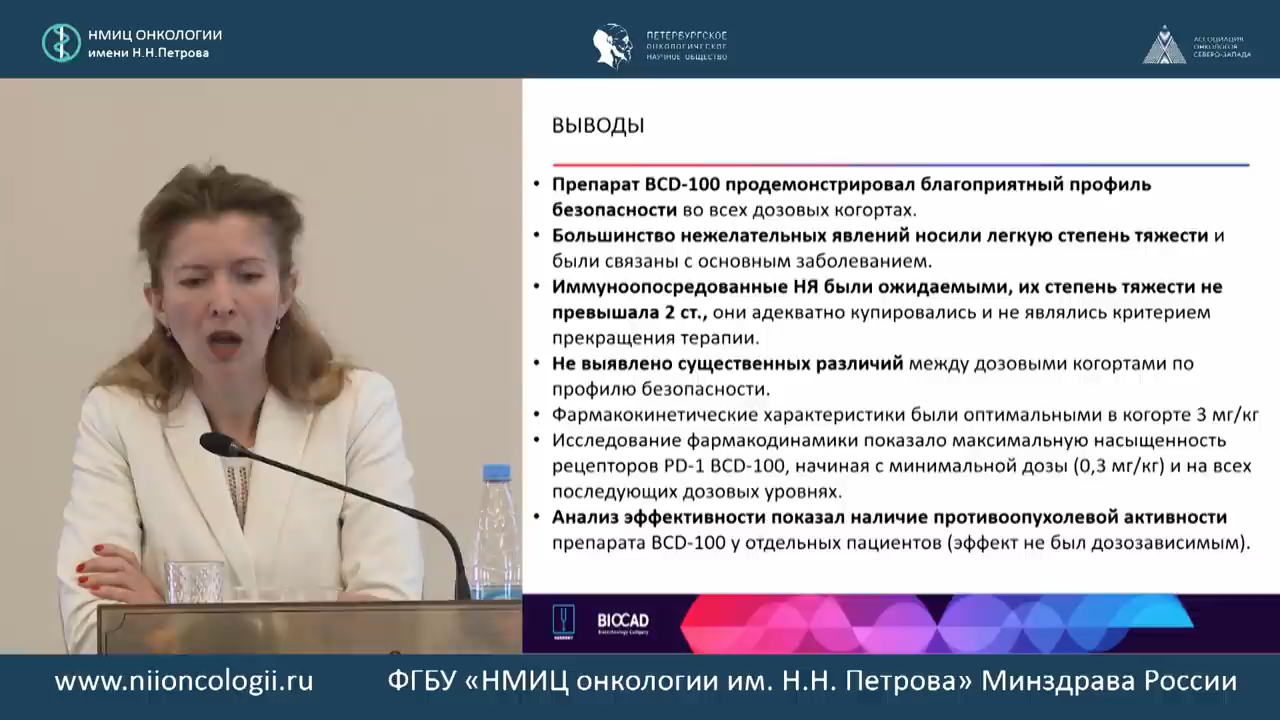 НМИЦ ОНКОЛОГИИ
имени Н.Н.Петрова
ПЕТЕРБУРГСКОЕ
ОНКОЛОГИЧЕСКОЕ
НАУЧНОЕ ОБЩЕСТВО
АССОЦИАЦИЯ
ОНКОЛОГОВ
СЕВЕРО-ЗАПАДА
ВЫВОДЫ
• Препарат BCD-100 продемонстрировал благоприятный профиль
безопасности во всех дозовых когортах.
• Большинство нежелательных явлений носили легкую степень тяжести и
были связаны с основным заболеванием.
• Иммуноопосредованные НЯ были ожидаемыми, их степень тяжести не
превышала 2 ст., они адекватно купировались и не являлись критерием
прекращения терапии.
• Не выявлено существенных различий между дозовыми когортами по
профилю безопасности.
• Фармакокинетические характеристики были оптимальными в когорте 3 мг/кг
• Исследование фармакодинамики показало максимальную насыщенность
рецепторов PD-1 BCD-100, начиная с минимальной дозы (0,3 мг/кг) и на всех
последующих дозовых уровнях.
• Анализ эффективности показал наличие противоопухолевой активности
препарата BCD-100 у отдельных пациентов (эффект не был дозозависимым).
BIOCAD
Biotechnology Company
www.niioncologii.ru
ФГБУ «НМИЦ онкологии им. Н.Н. Петрова» Минздрава России